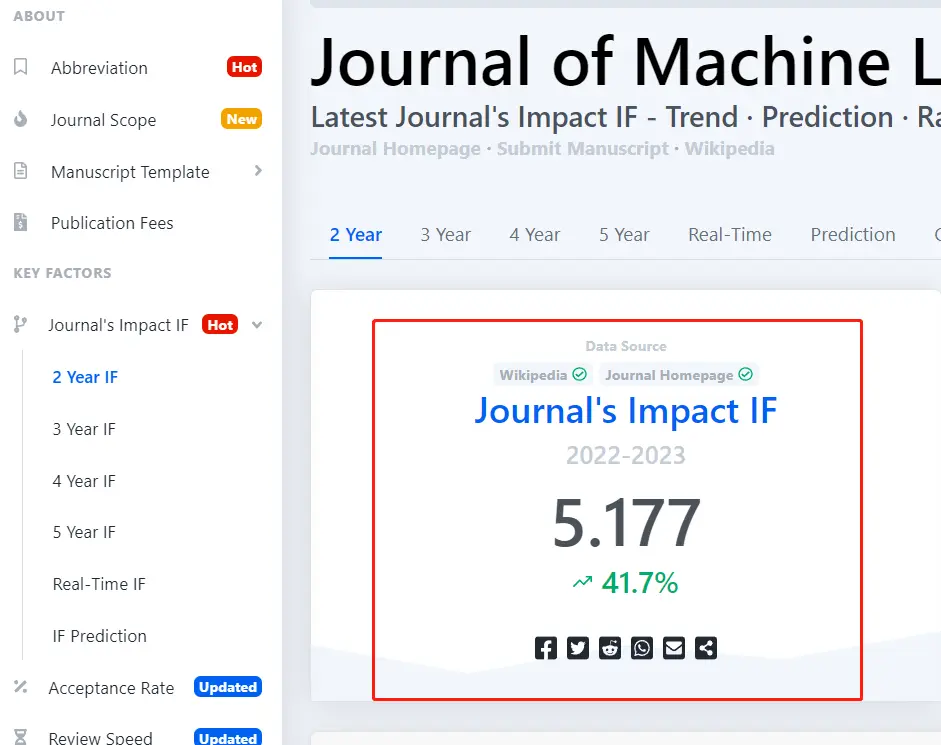 ABOUT
Abbreviation Hot
Journal Scope New
Manuscript Template
Publication Fees
KEY FACTORS
Journal's Impact IF Hot
2 Year IF
3 Year IF
4 Year IF
5 Year IF
Real-Time IF
IF Prediction
Acceptance Rate Updated
Review Speed Updated
Journal of Machine L
Latest Journal's Impact IF - Trend · Prediction · Ra
Journal Homepage · Submit Manuscript · Wikipedia
2 Year 3 Year 4 Year 5 Year Real-Time Prediction
Data Source
Wikipedia Journal Homepage
Journal's Impact IF
2022-2023
5.177
41.7%